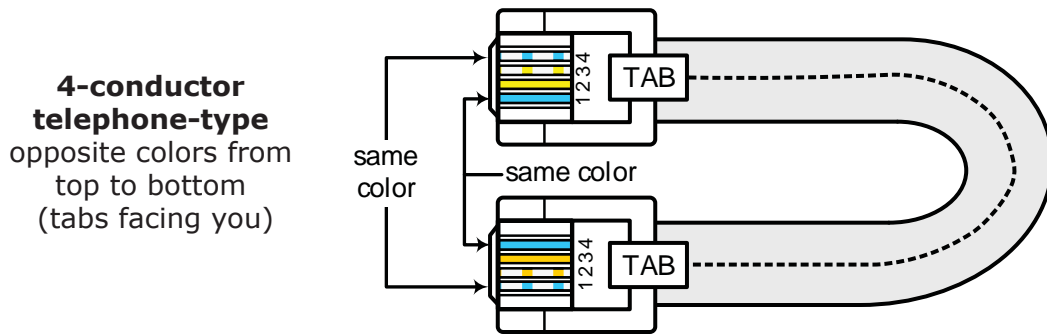 4-conductor
telephone-type
opposite colors from
top to bottom
(tabs facing you)
same
color
same color
1234
TAB
1234
TAB